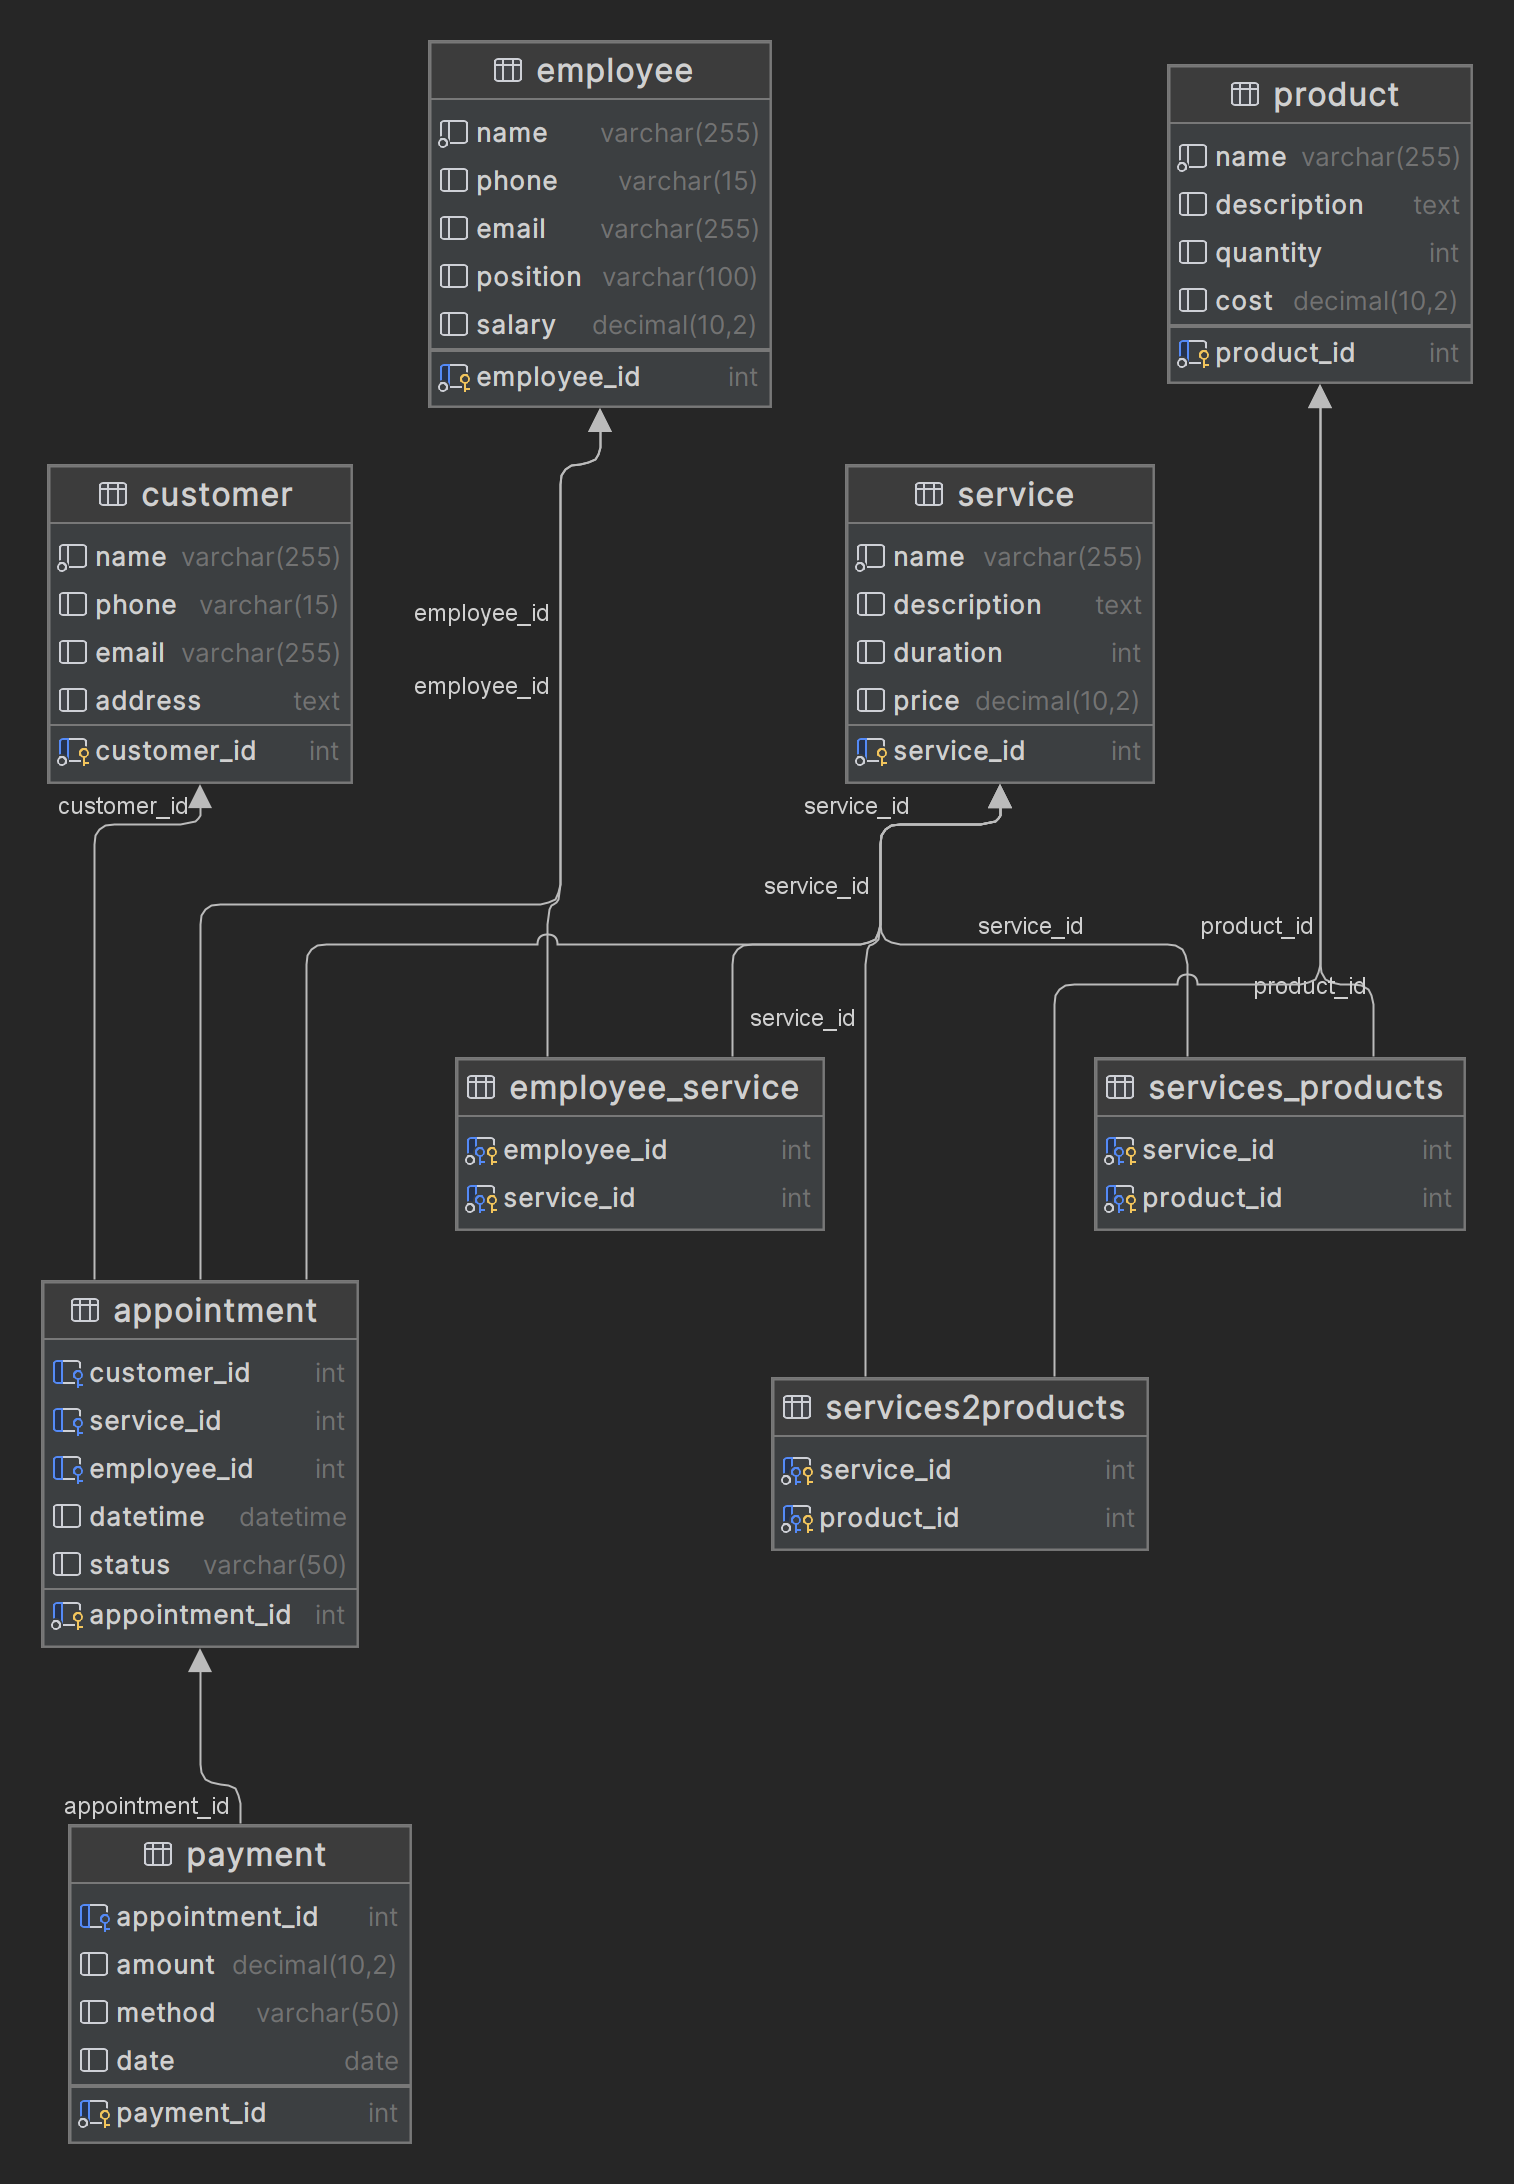 employee
name varchar(255)
phone varchar(15)
email varchar(255)
position varchar(100)
salary decimal(10,2)
employee_id int
product
name varchar(255)
description text
quantity int
cost decimal(10,2)
product_id int
customer
name varchar(255)
phone varchar(15)
email varchar(255)
address text
customer_id int
service
name varchar(255)
description text
duration int
price decimal(10,2)
service_id int
employee_id
employee_id
customer_id
service_id
service_id
service_id
product_id
product_id
service_id
employee_service
employee_id int
service_id int
services_products
service_id int
product_id int
appointment
customer_id int
service_id int
employee_id int
datetime datetime
status varchar(50)
appointment_id int
services2products
service_id int
product_id int
appointment_id
payment
appointment_id int
amount decimal(10,2)
method varchar(50)
date date
payment_id int